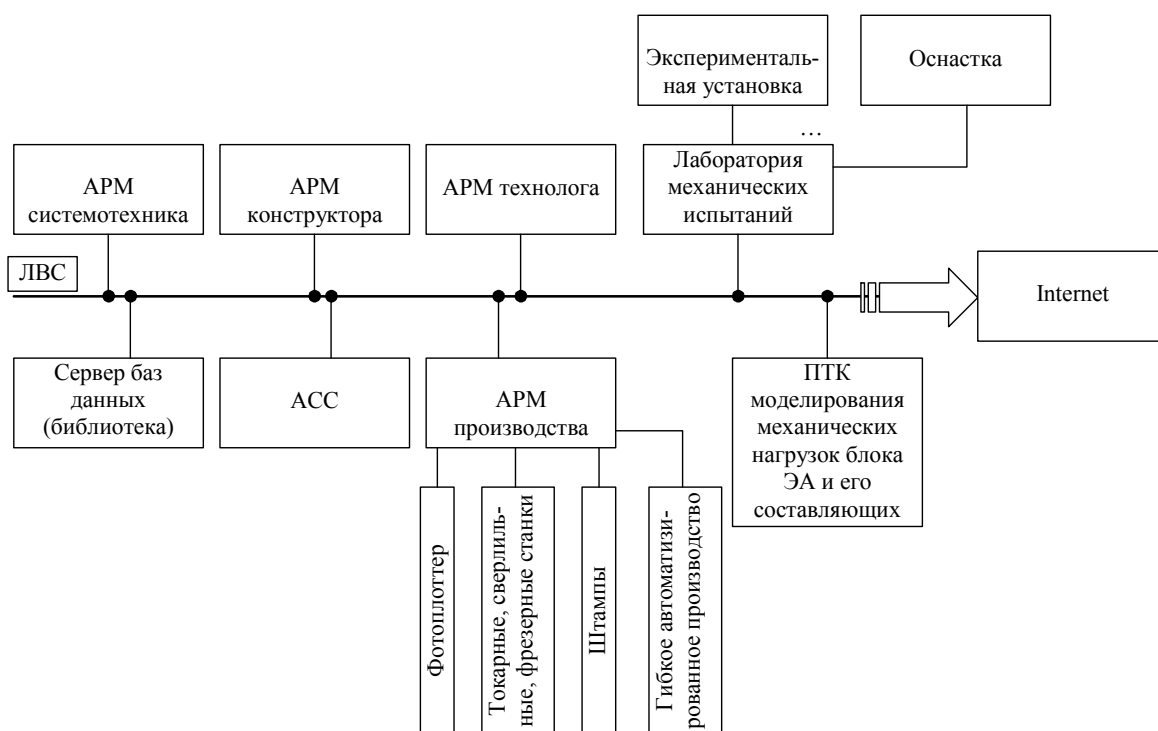 Эксперименталь-
ная установка
Оснастка
...
АРМ
системотехника
АРМ
конструктора
АРМ технолога
Лаборатория
механических
испытаний
ЛВС
Internet
Сервер баз
данных
(библиотека)
АСС
АРМ
производства
ПТК
моделирования
механических
нагрузок блока
ЭА и его
составляющих
Фотоплоттер
Токарные, сверлиль-
ные, фрезерные станки
Штампы
Гибкое автоматизи-
рованное производство